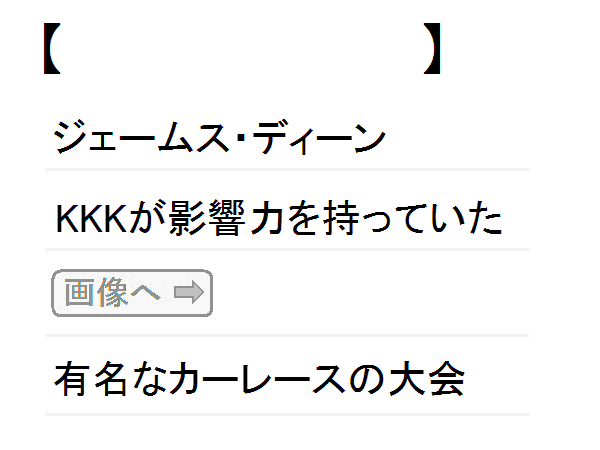 【　　　　　　　　　】
ジェームス・ディーン
KKKが影響力を持っていた
画像へ ⇨
有名なカーレースの大会